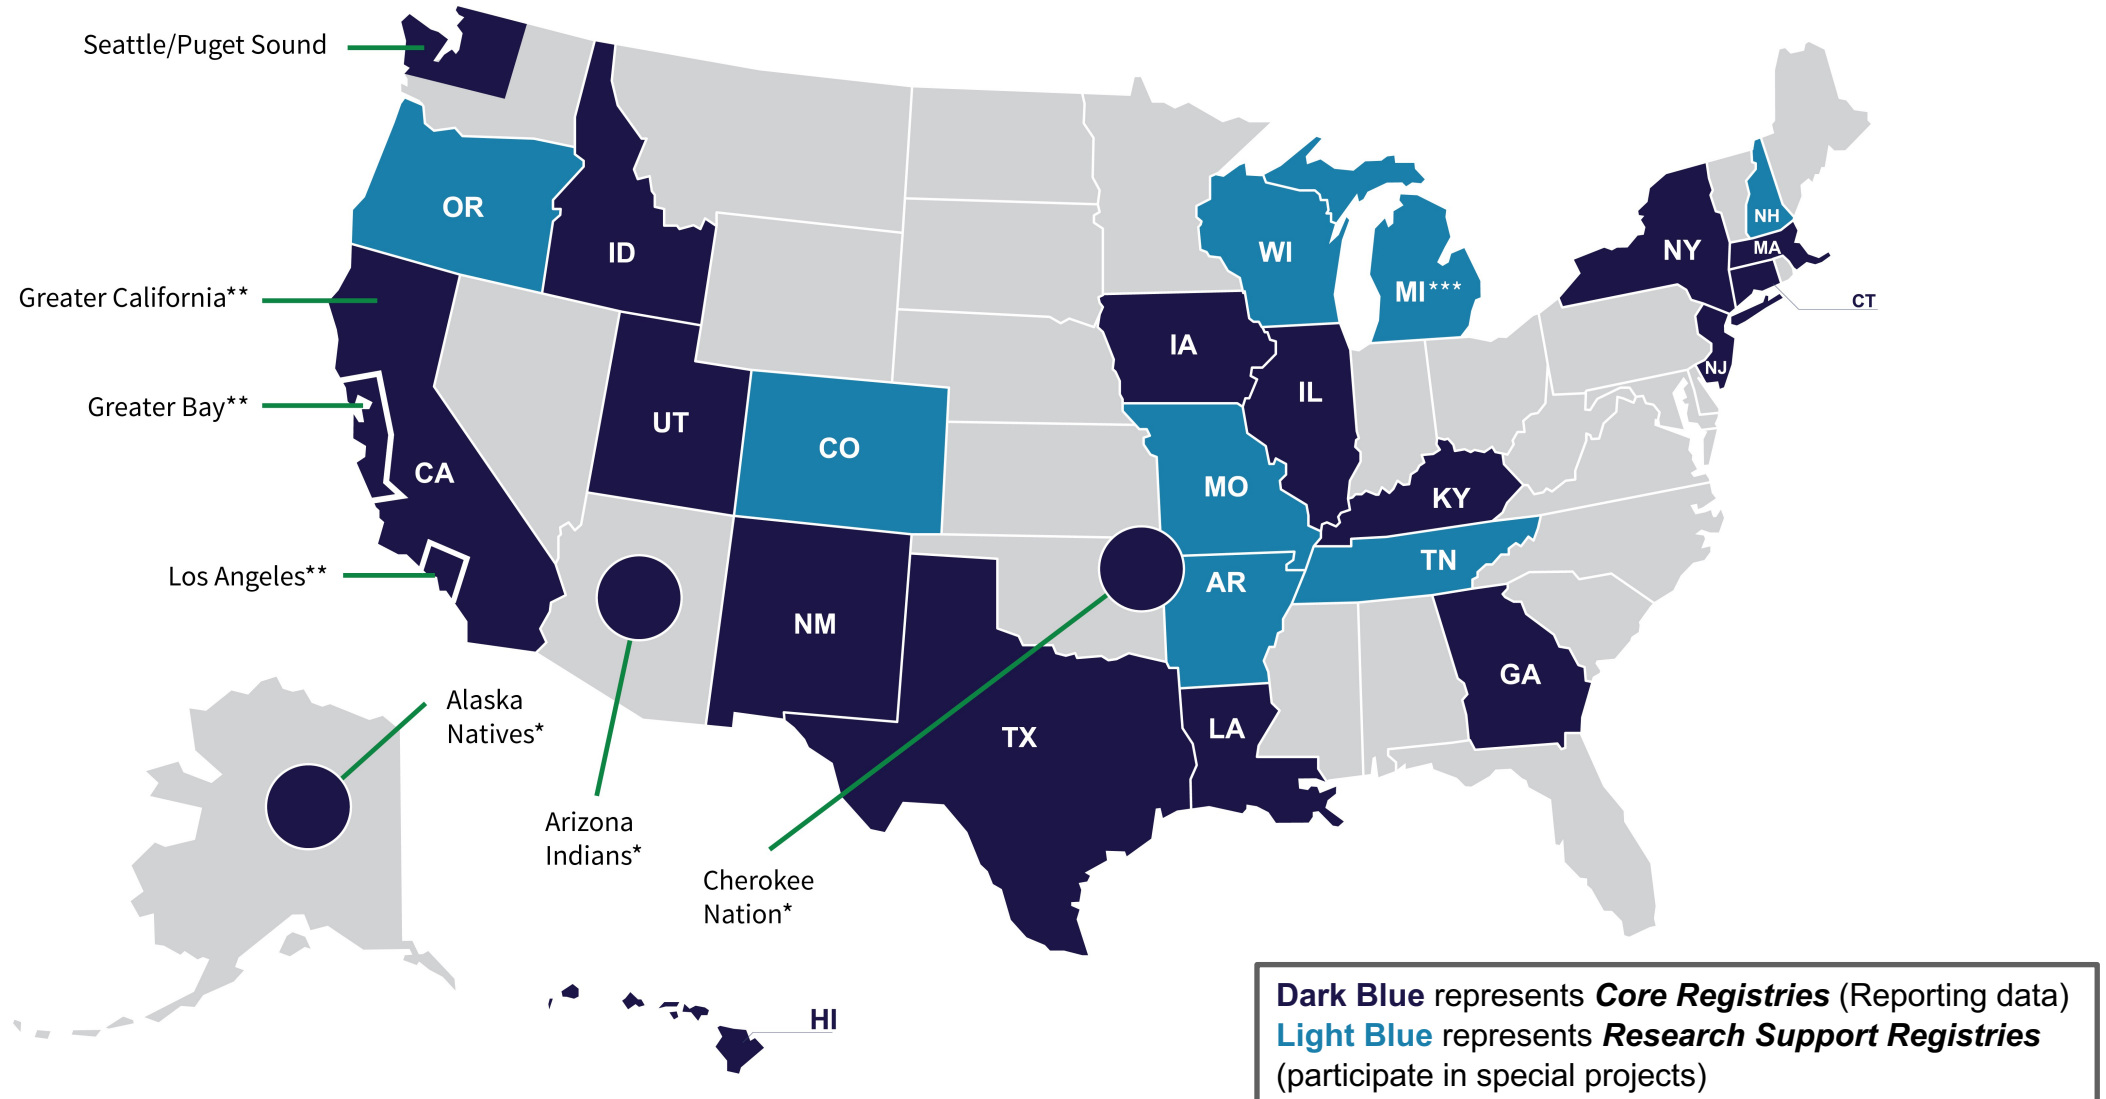 Seattle/Puget Sound
OR
ID
WI
MI***
NY
NH
MA
CT
Greater California**
IA
IL
NJ
Greater Bay**
UT
CO
CA
MO
KY
Los Angeles**
TN
AR
NM
GA
TX
LA
Alaska
Natives*
Arizona
Indians*
Cherokee
Nation*
HI
Dark Blue represents Core Registries (Reporting data)
Light Blue represents Research Support Registries
(participate in special projects)